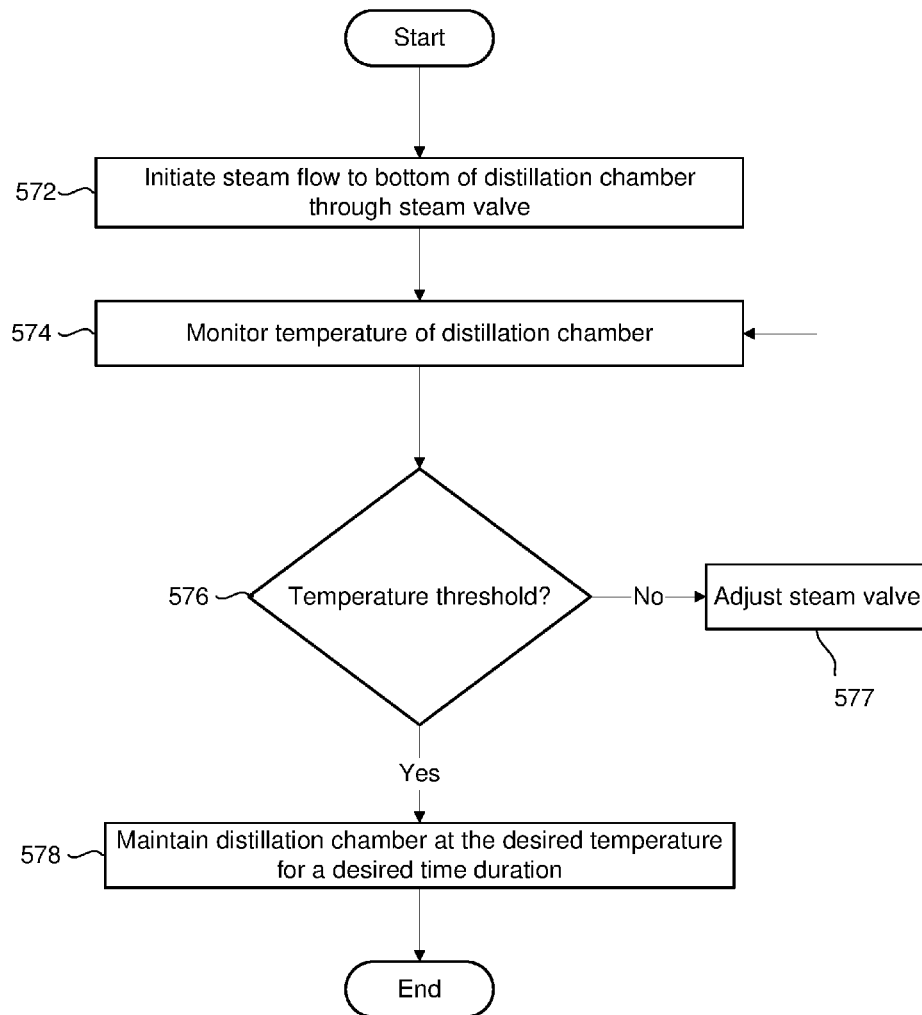 Start
572
Initiate steam flow to bottom of distillation chamber
through steam valve
574
Monitor temperature of distillation chamber
576
Temperature threshold?
No
Adjust steam valve
577
Yes
578
Maintain distillation chamber at the desired temperature
for a desired time duration
End